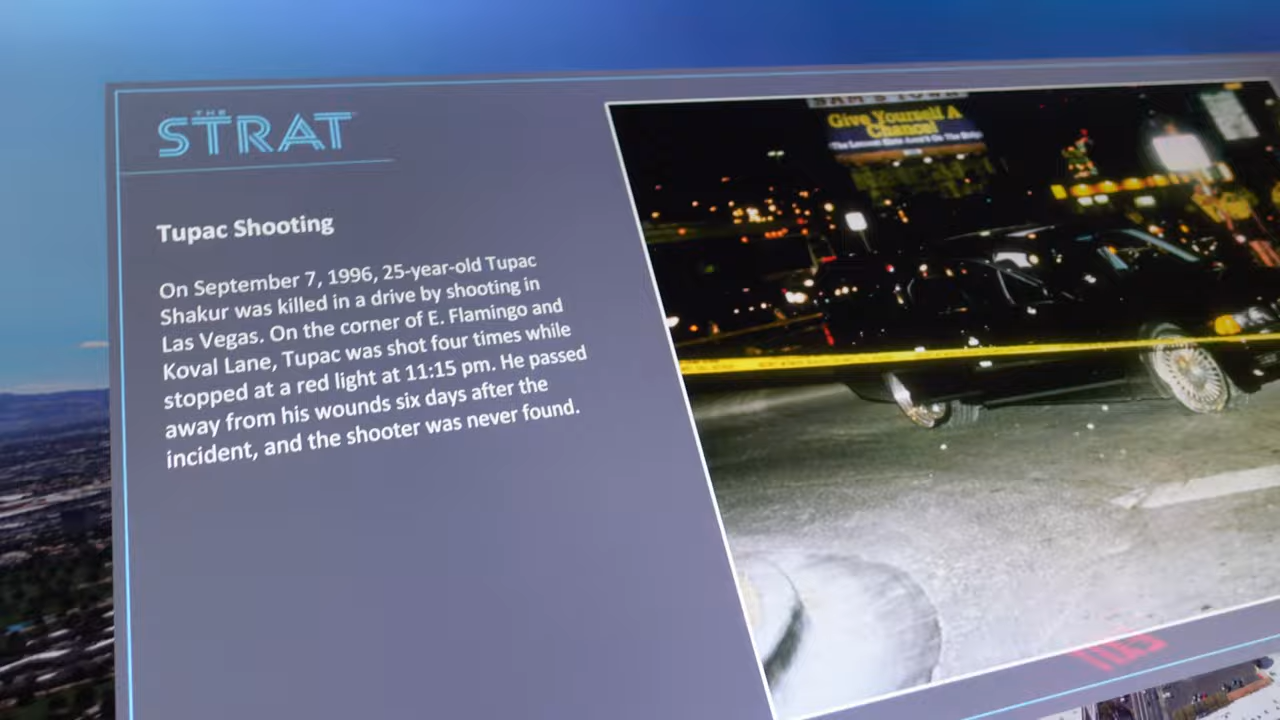 THE
STRAT
Tupac Shooting
On September 7, 1996, 25-year-old Tupac
Shakur was killed in a drive by shooting in
Las Vegas. On the corner of E. Flamingo and
Koval Lane, Tupac was shot four times while
stopped at a red light at 11:15 pm. He passed
away from his wounds six days after the
incident, and the shooter was never found.
SAM'S TOWN
Give Yourself A
Chance!